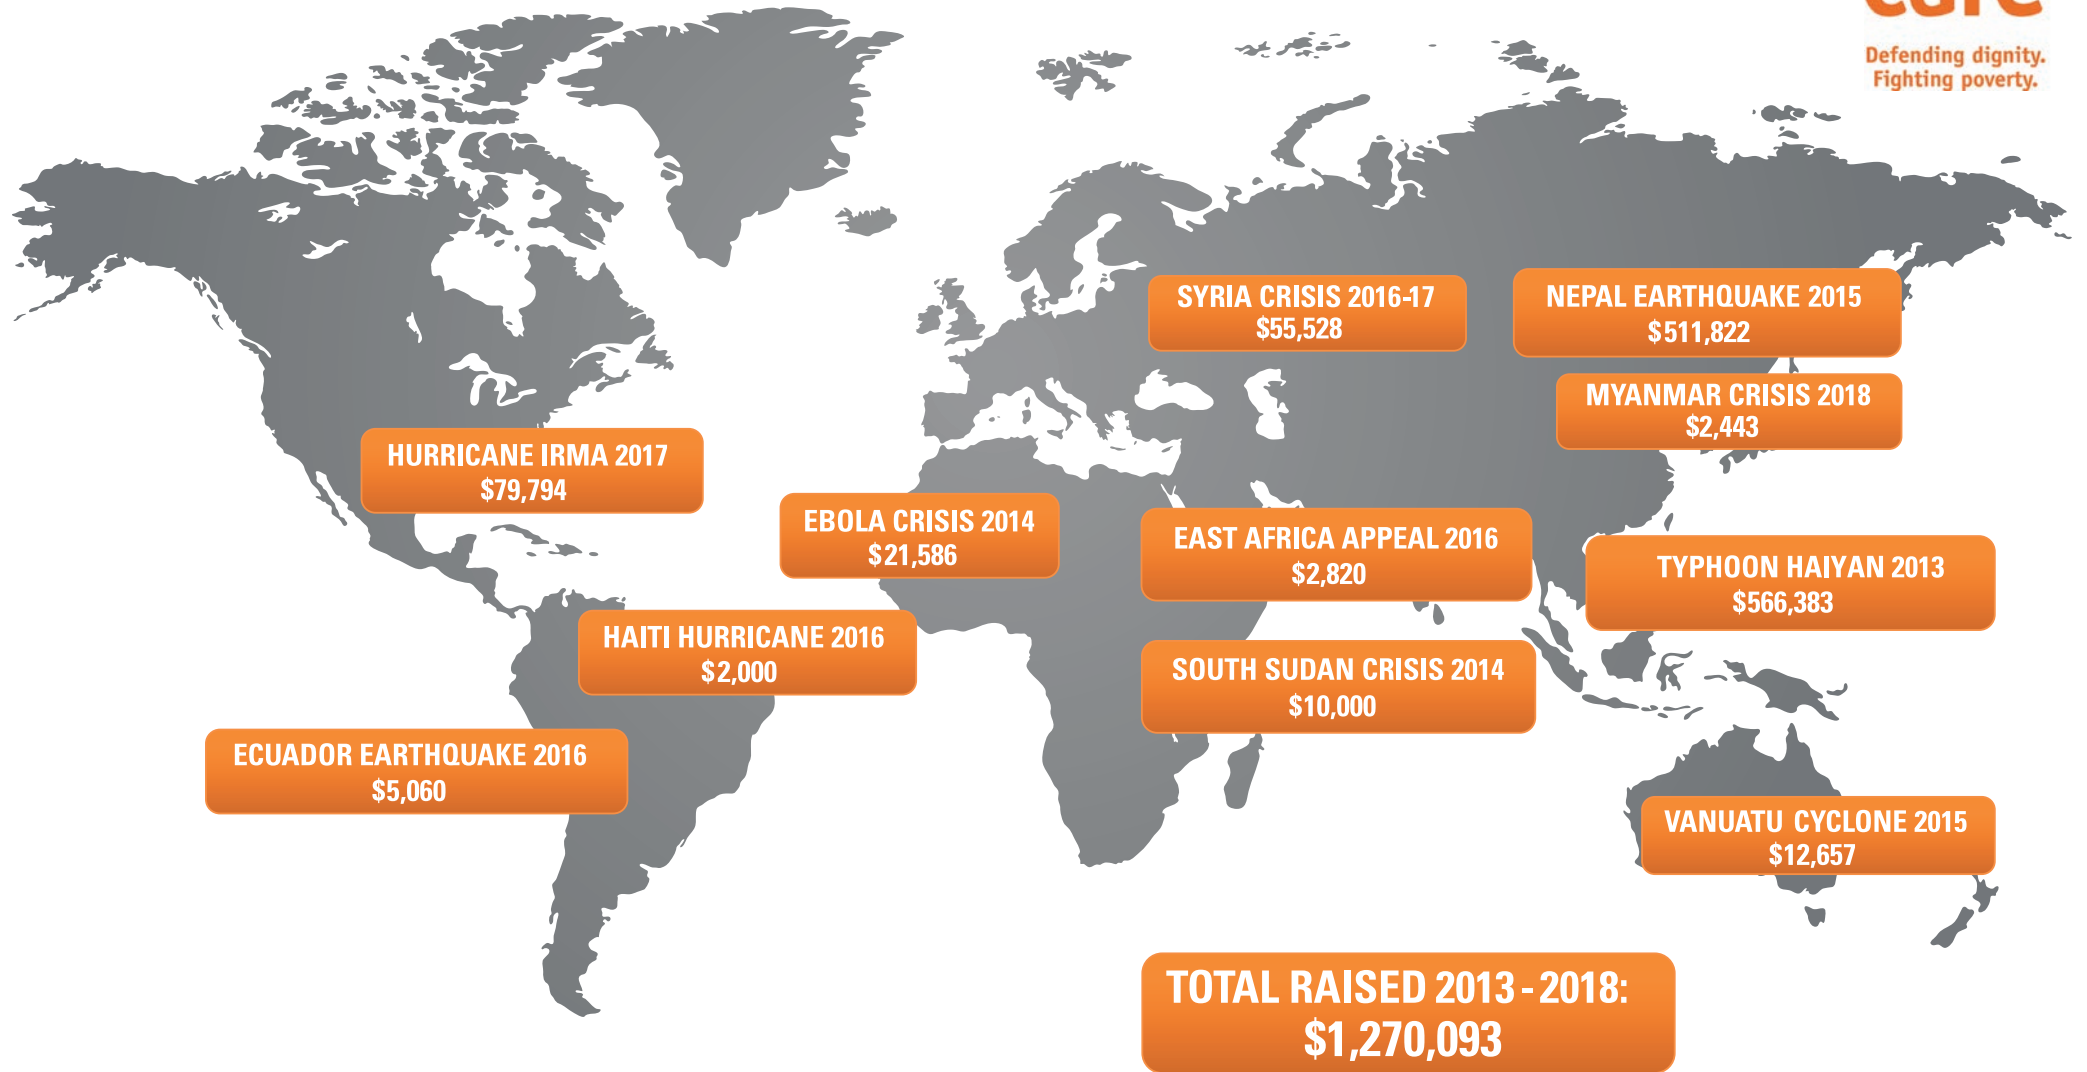 care
Defending dignity.
Fighting poverty.
SYRIA CRISIS 2016-17
$55,528
NEPAL EARTHQUAKE 2015
$511,822
MYANMAR CRISIS 2018
$2,443
HURRICANE IRMA 2017
$79,794
EBOLA CRISIS 2014
$21,586
EAST AFRICA APPEAL 2016
$2,820
TYPHOON HAIYAN 2013
$566,383
HAITI HURRICANE 2016
$2,000
SOUTH SUDAN CRISIS 2014
$10,000
ECUADOR EARTHQUAKE 2016
$5,060
VANUATU CYCLONE 2015
$12,657
TOTAL RAISED 2013-2018:
$1,270,093